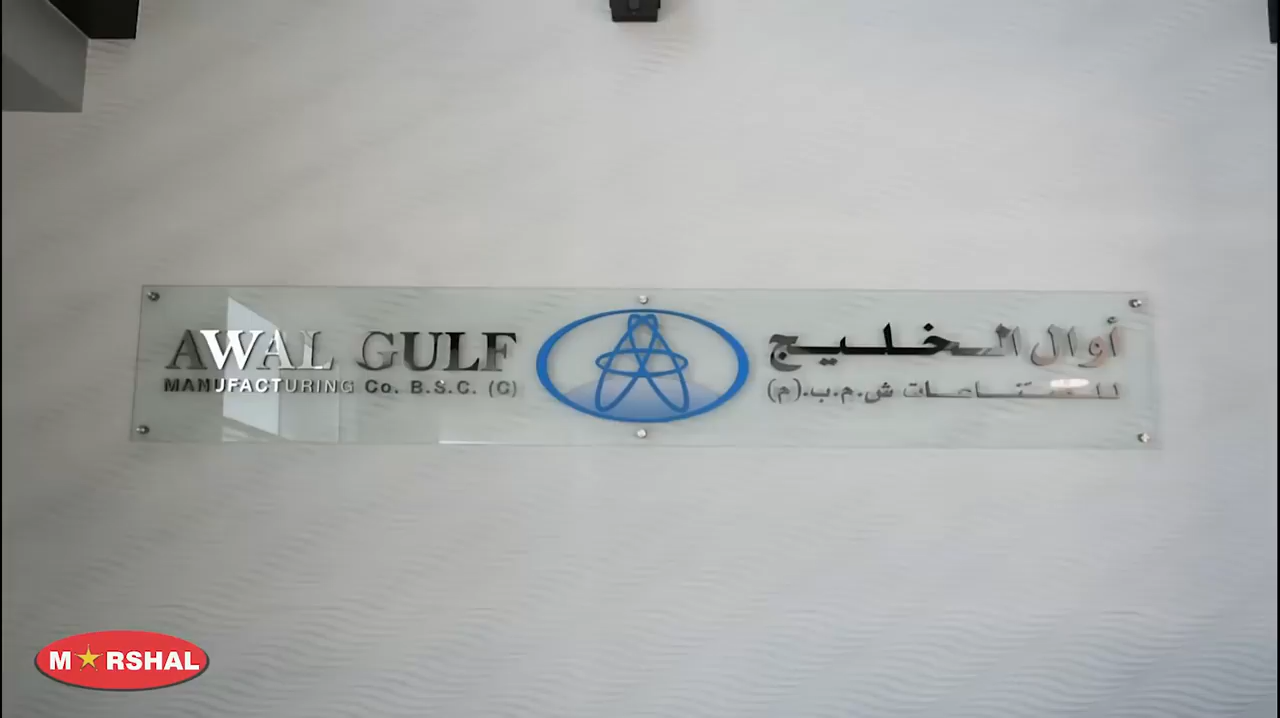 AWAL GULF
MANUFACTURING Co. B.S.C. (C)
أوال الخليج
للصناعات ش.م.ب.(م)
M★RSHAL